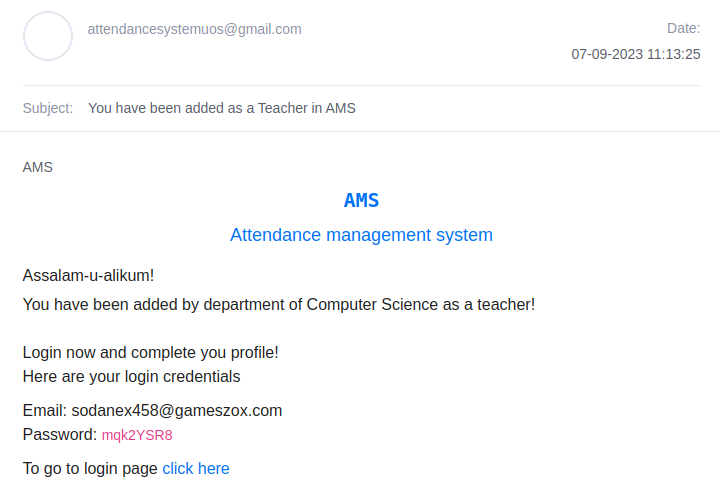 attendancesystemuos@gmail.com
Date:
07-09-2023 11:13:25
Subject: You have been added as a Teacher in AMS
AMS
AMS
Attendance management system
Assalam-u-alikum!
You have been added by department of Computer Science as a teacher!
Login now and complete you profile!
Here are your login credentials
Email: sodanex458@gameszox.com
Password: mqk2YSR8
To go to login page click here